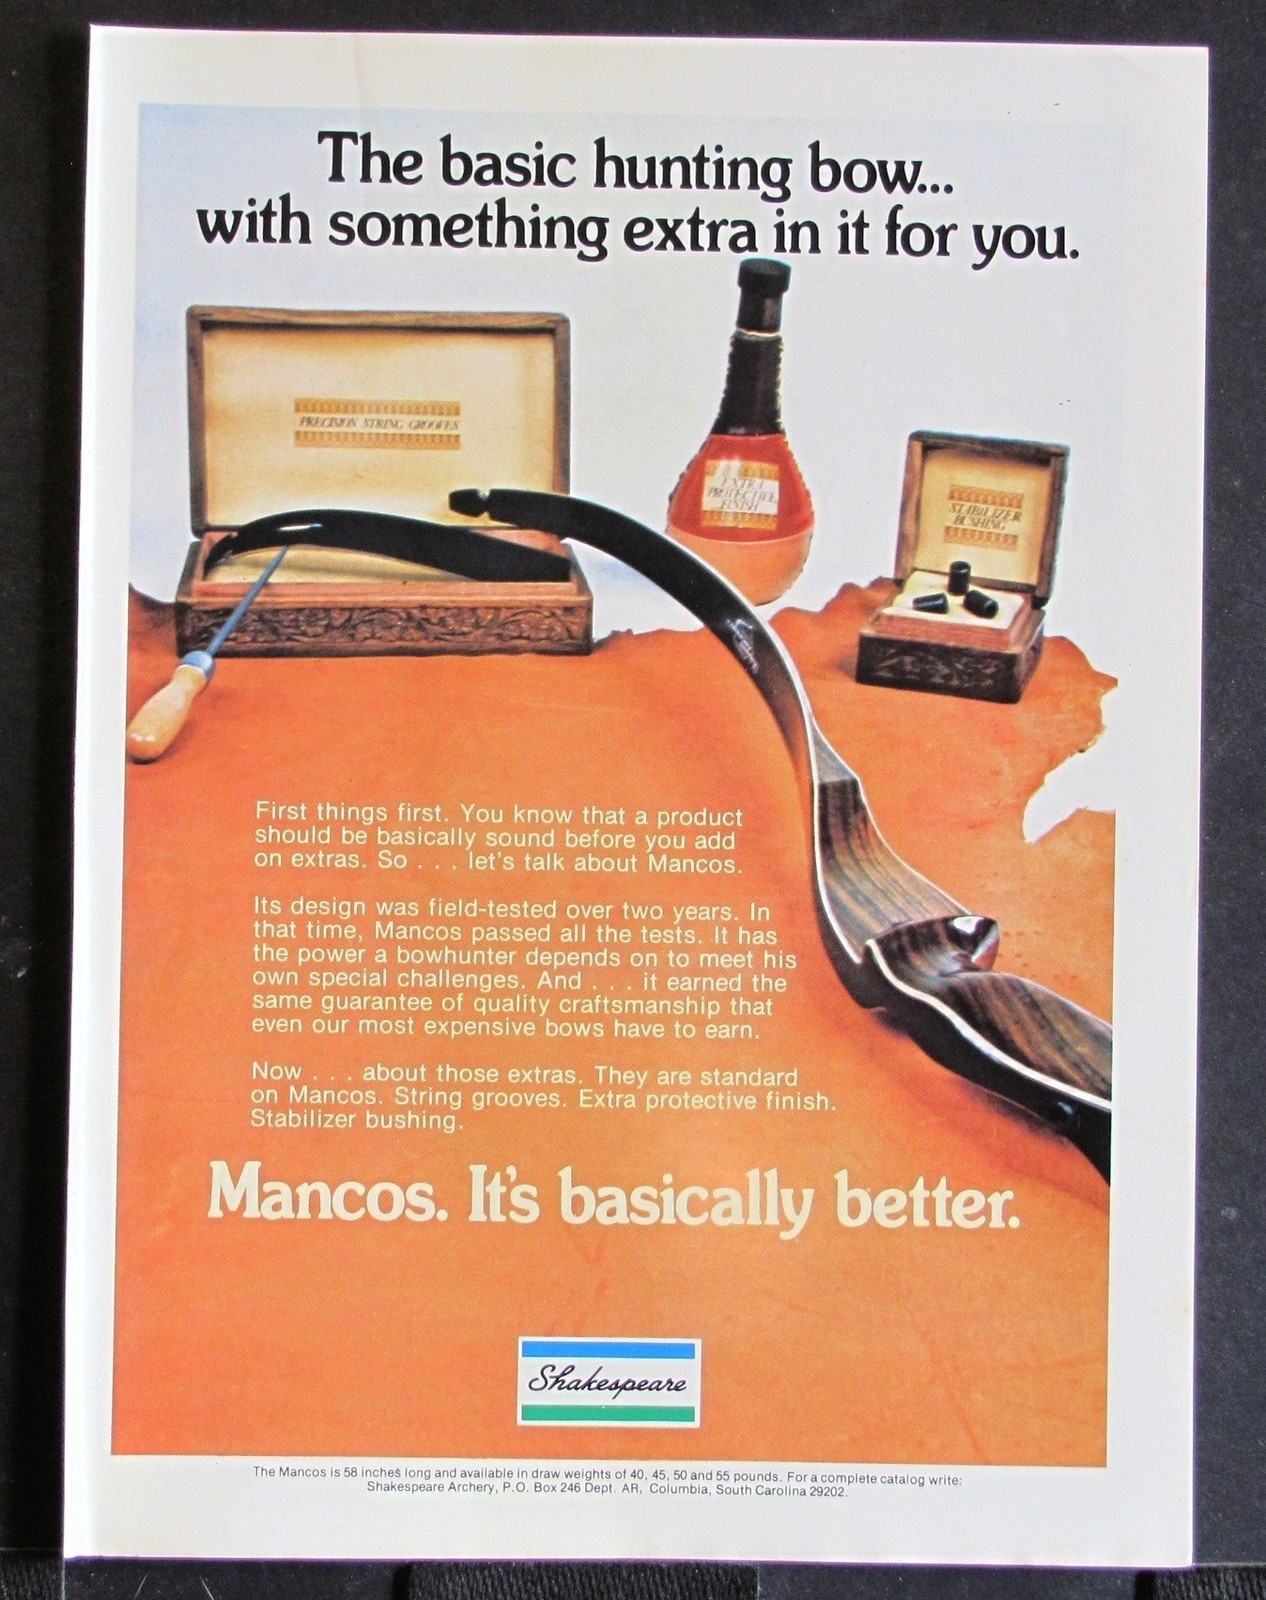 The basic hunting bow...
with something extra in it for you.
PRECISION STRING GROOVES
EXTRA
PROTECTIVE
FINISH
STABILIZER
BUSHING
First things first. You know that a product
should be basically sound before you add
on extras. So . . . let's talk about Mancos.
Its design was field-tested over two years. In
that time, Mancos passed all the tests. It has
the power a bowhunter depends on to meet his
own special challenges. And . . . it earned the
same guarantee of quality craftsmanship that
even our most expensive bows have to earn.
Now . . . about those extras. They are standard
on Mancos. String grooves. Extra protective finish.
Stabilizer bushing.
Mancos. It's basically better.
Shakespeare
The Mancos is 58 inches long and available in draw weights of 40, 45, 50 and 55 pounds. For a complete catalog write:
Shakespeare Archery, P.O. Box 246 Dept. AR, Columbia, South Carolina 29202.